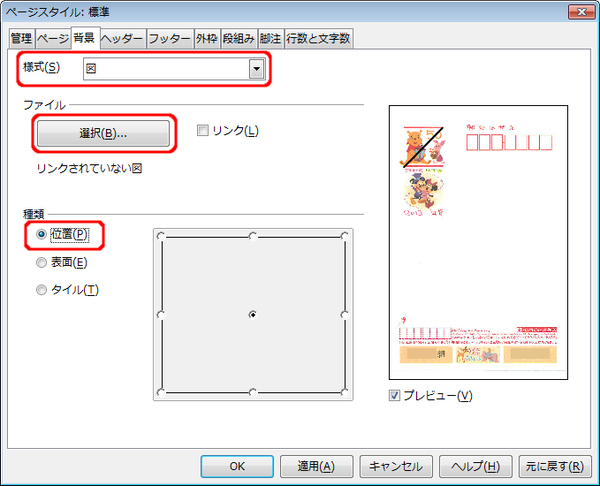 ページスタイル: 標準
管理 ページ 背景 ヘッダー フッター 外枠 段組み 脚注 行数と文字数
様式(S) 図
ファイル
選択(B)... リンク(L)
リンクされていない図
種類
位置(P)
表面(E)
タイル(T)
プレビュー(V)
OK 適用(A) キャンセル ヘルプ(H) 元に戻す(R)